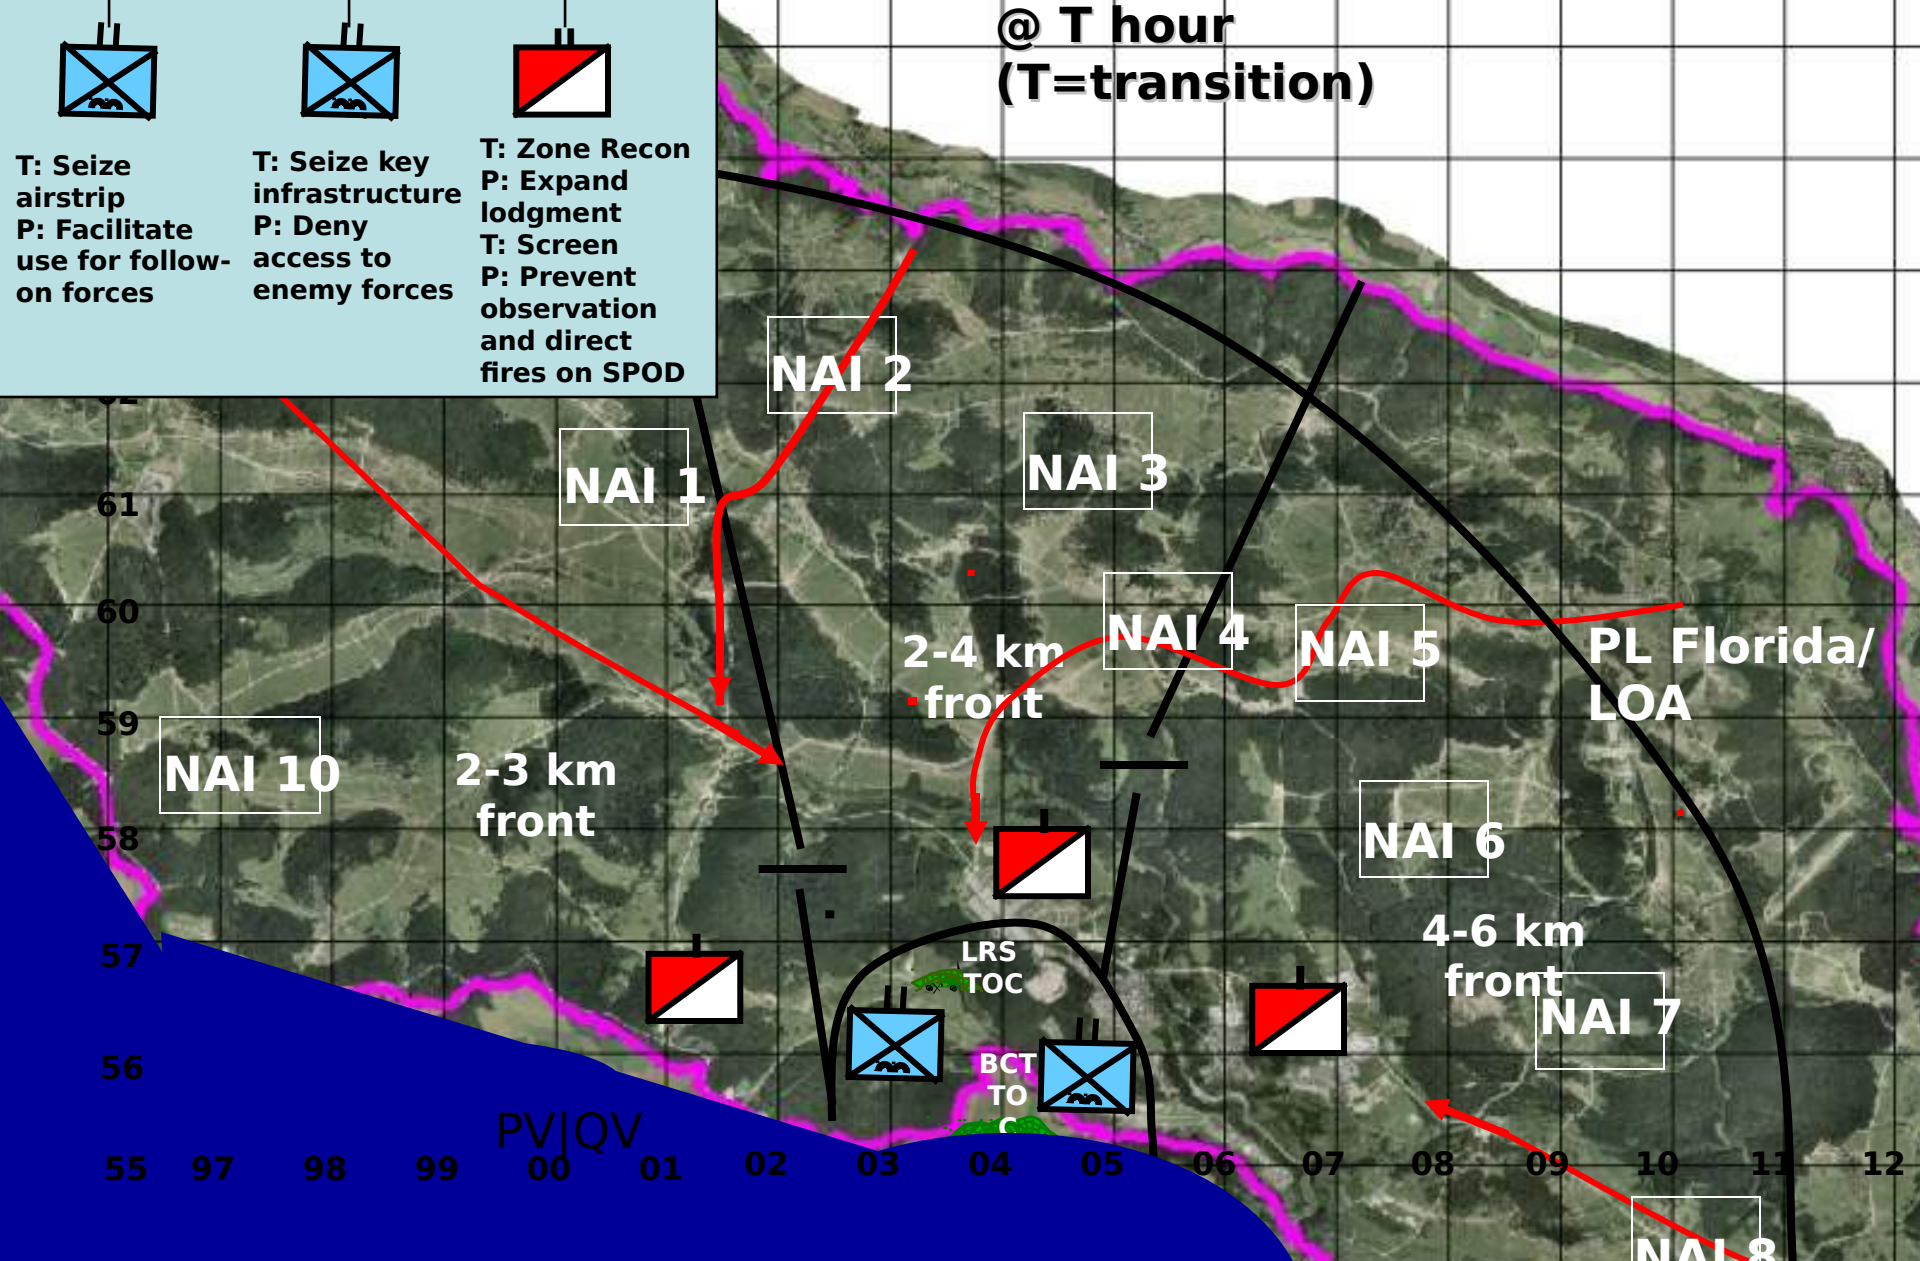 @ T hour
(T=transition)
T: Seize
airstrip
P: Facilitate
use for follow-
on forces
T: Seize key
infrastructure
P: Deny
access to
enemy forces
T: Zone Recon
P: Expand
lodgment
T: Screen
P: Prevent
observation
and direct
fires on SPOD
NAI 2
62
NAI 1
NAI 3
61
60
NAI 4
NAI 5
2-4 km
front
PL Florida/
LOA
59
NAI 10
2-3 km
front
58
NAI 6
57
LRS
TOC
4-6 km
front
NAI 7
56
BCT
TO
C
PV|QV
55 97 98 99 00 01 02 03 04 05 06 07 08 09 10 11 12
NAI 8